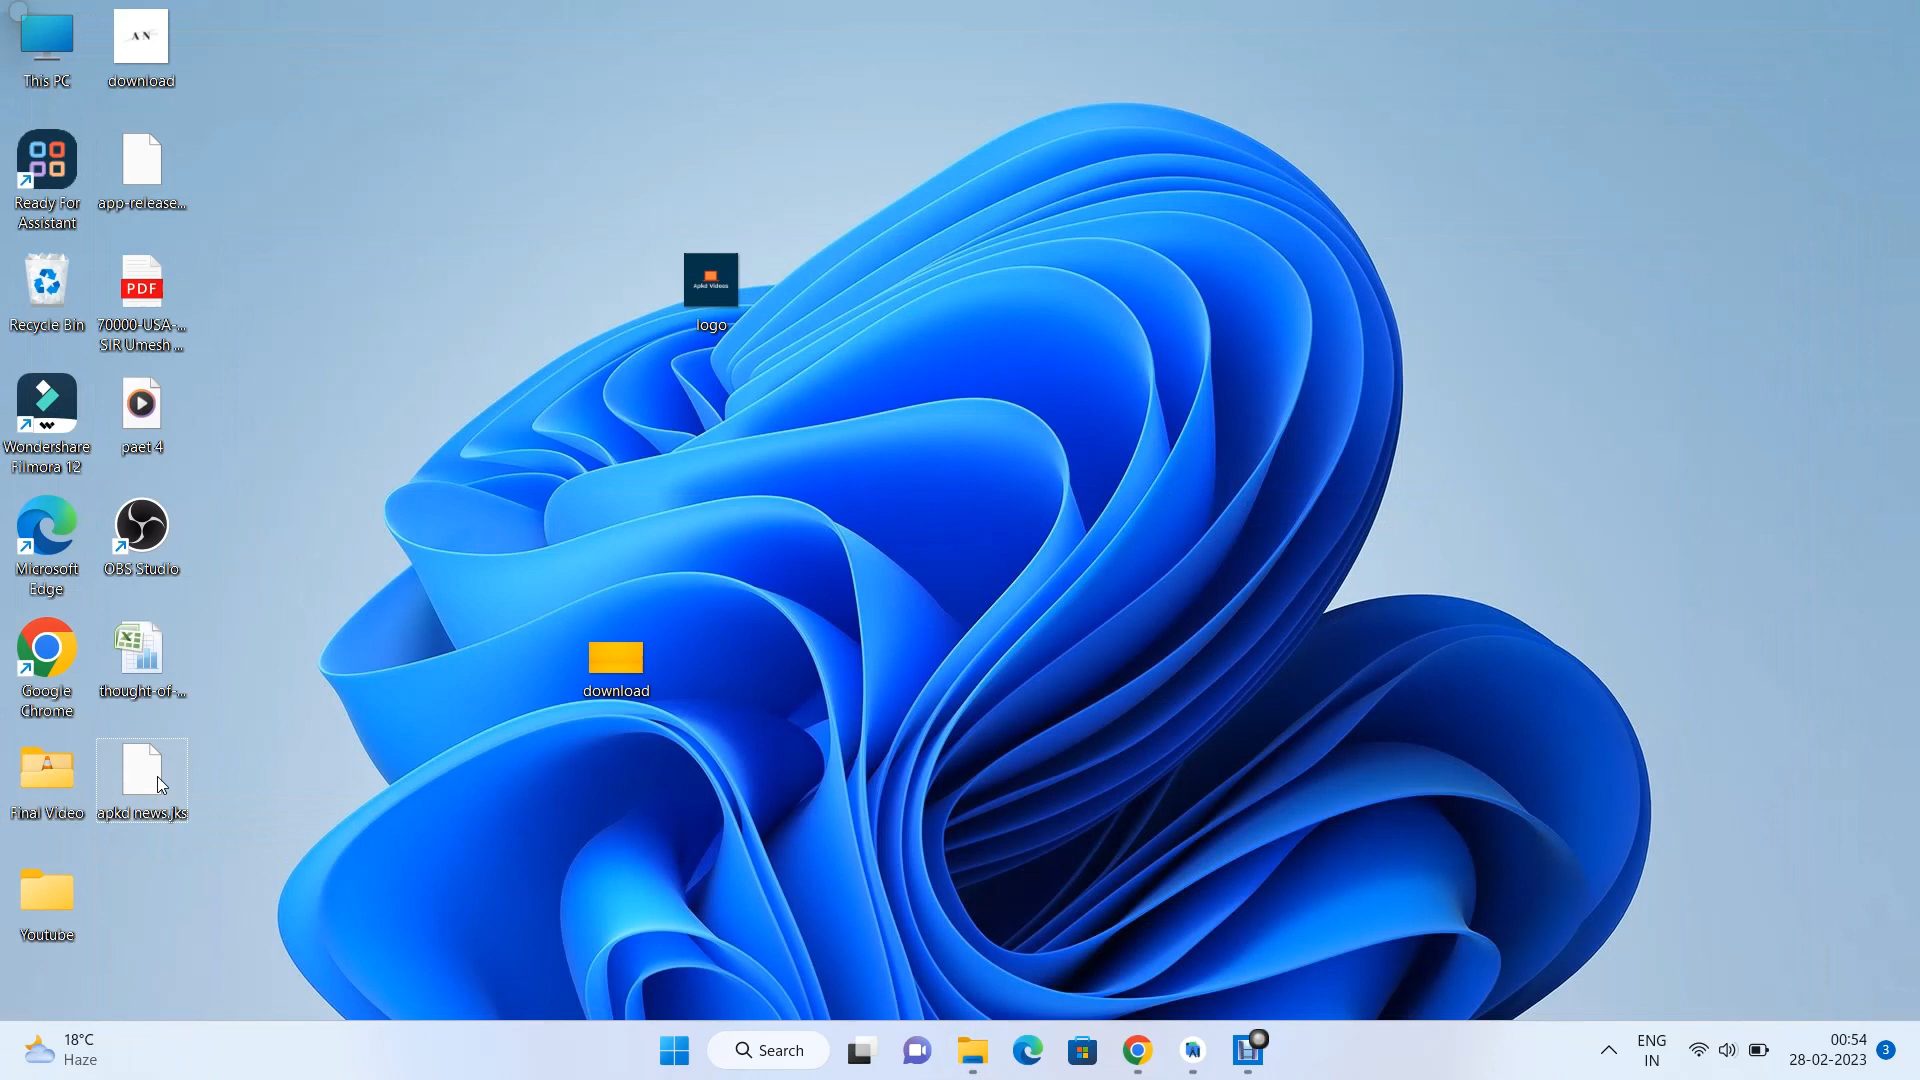 This PC
A N
download
Ready For
Assistant
app-release...
Recycle Bin
PDF
70000-USA-...
SIR Umesh ...
Apkd Videos
logo
Wondershare
Filmora 12
paet 4
Microsoft
Edge
OBS Studio
Google
Chrome
thought-of-...
download
Final Video
apkd news.jks
Youtube
18°C
Haze
Search
ENG
IN
00:54
28-02-2023
3